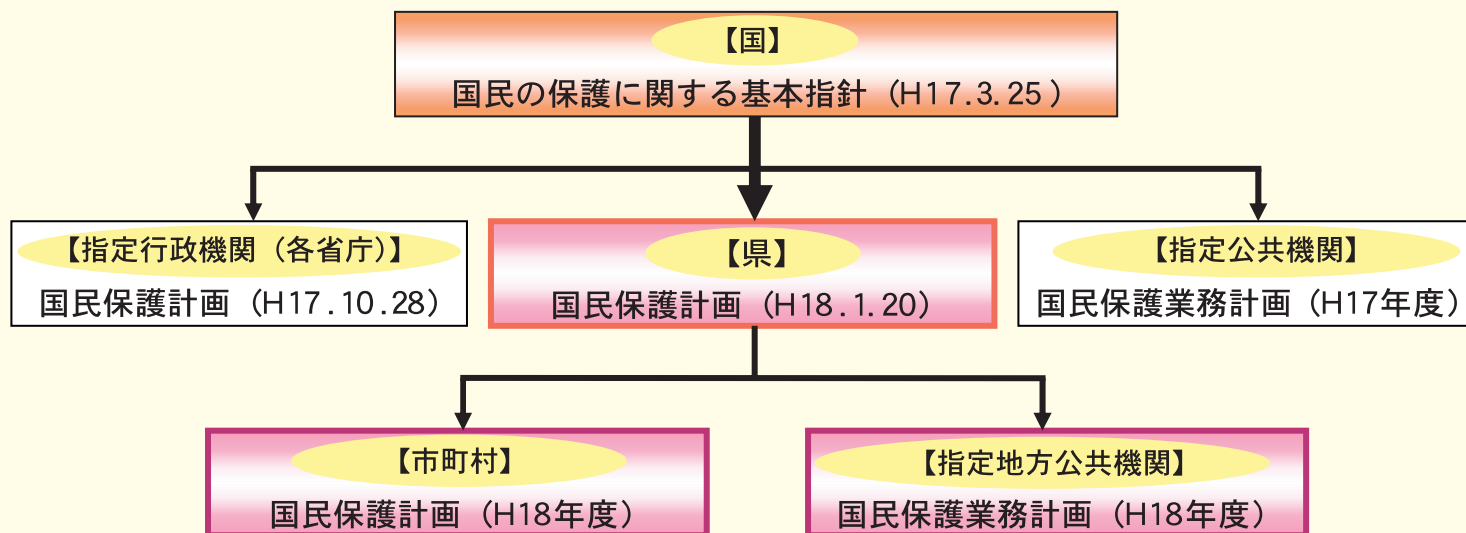 【国】
国民の保護に関する基本指針(H17.3.25)
【指定行政機関(各省庁)】
国民保護計画(H17.10.28)
【県】
国民保護計画(H18.1.20)
【指定公共機関】
国民保護業務計画(H17年度)
【市町村】
国民保護計画(H18年度)
【指定地方公共機関】
国民保護業務計画(H18年度)